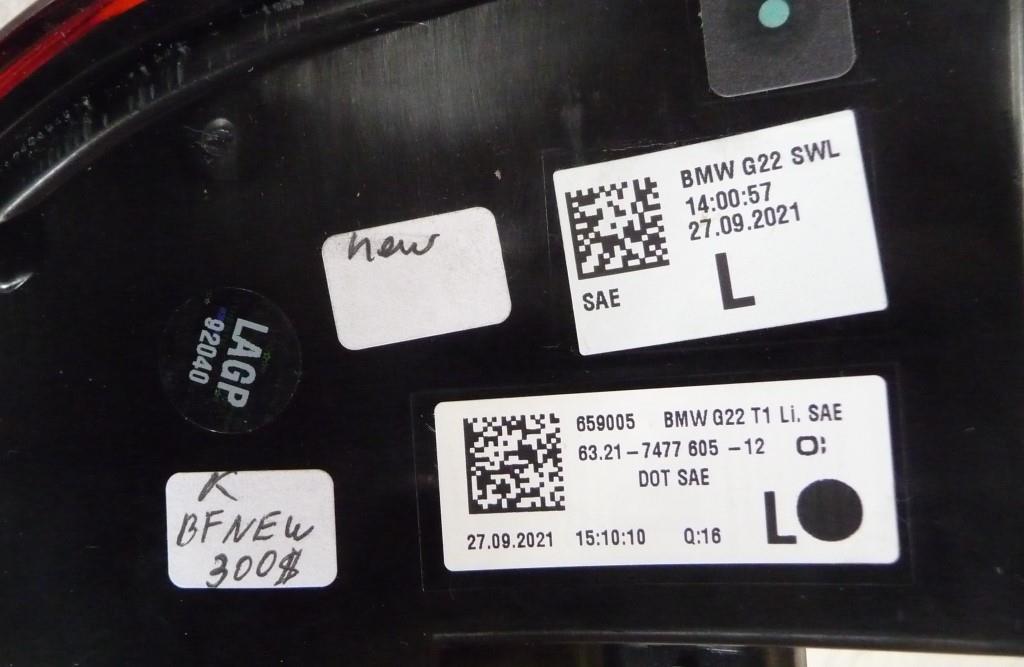 BMW G22 SWL
14:00:57
27.09.2021
SAE
L
new
LAGP
92040
659005 BMW G22 T1 Li. SAE
63.21-7477 605 -12 O:
DOT SAE
27.09.2021 15:10:10 Q:16
L
K
BFNEW
300$